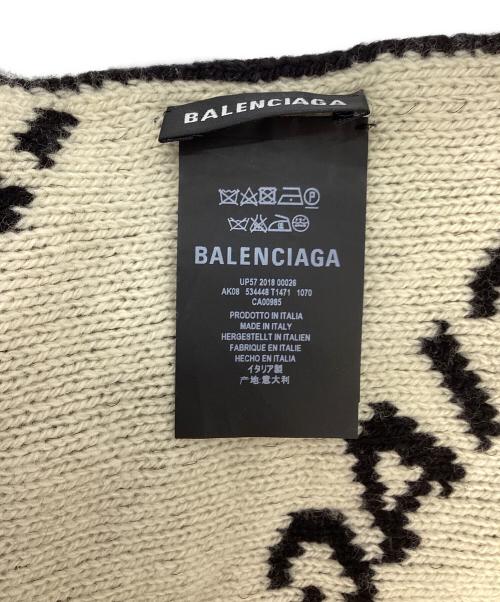 BALENCIAGA
BALENCIAGA
UP57 2018 00026
AK08 534448 T1471 1070
CA00985
PRODOTTO IN ITALIA
MADE IN ITALY
HERGESTELLT IN ITALIEN
FABRIQUE EN ITALIE
HECHO EN ITALIA
イタリア製
产地:意大利